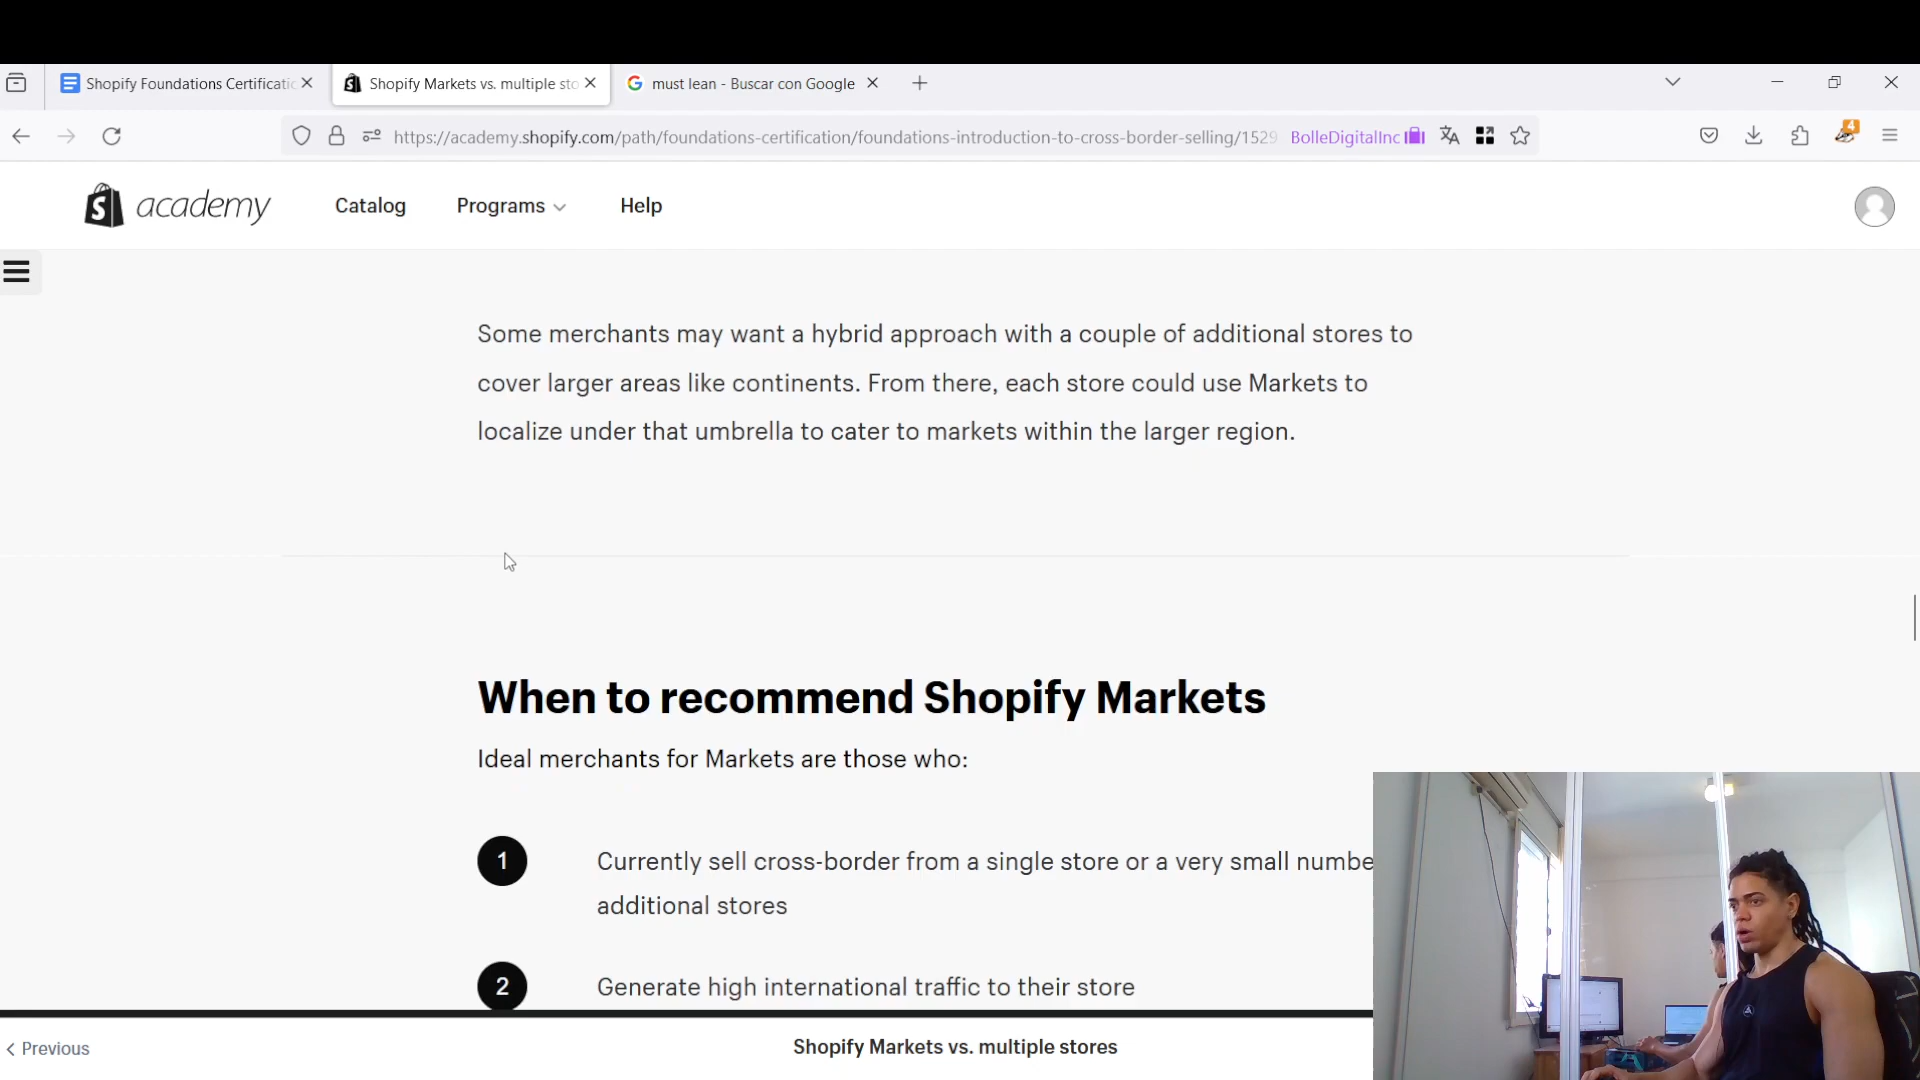 Shopify Foundations Certificatic
Shopify Markets vs. multiple sto
must lean - Buscar con Google
https://academy.shopify.com/path/foundations-certification/foundations-introduction-to-cross-border-selling/1529
BolleDigitalInc
4
academy
Catalog
Programs
Help
Some merchants may want a hybrid approach with a couple of additional stores to
cover larger areas like continents. From there, each store could use Markets to
localize under that umbrella to cater to markets within the larger region.
When to recommend Shopify Markets
Ideal merchants for Markets are those who:
1
Currently sell cross-border from a single store or a very small numbe
additional stores
2
Generate high international traffic to their store
Previous
Shopify Markets vs. multiple stores